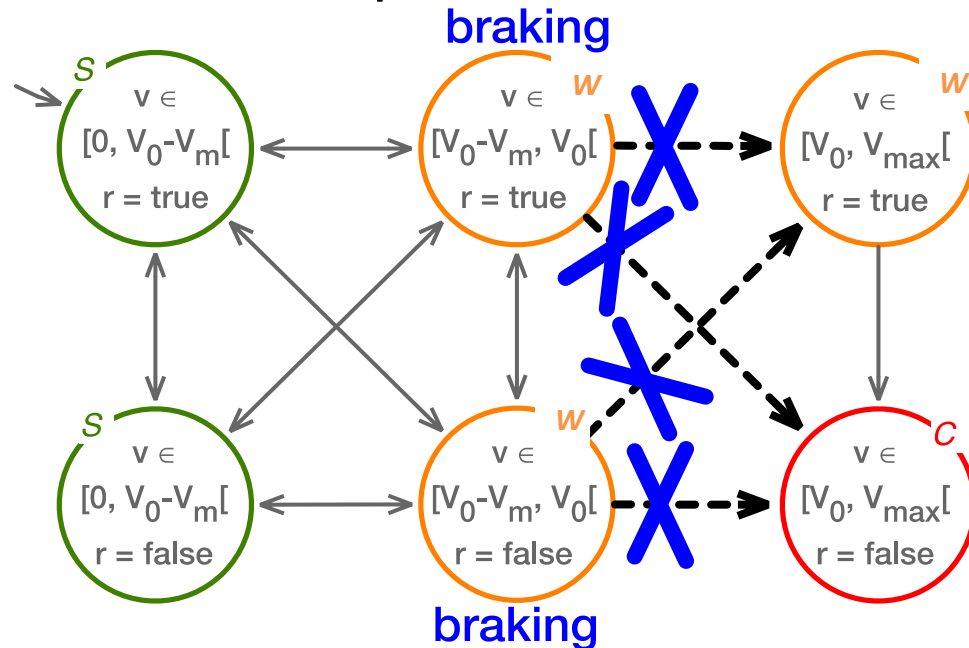 braking
S
v ∈
[0, V₀-Vₘ[
r = true
W
v ∈
[V₀-Vₘ, V₀[
r = true
W
v ∈
[V₀, Vₘₐₓ[
r = true
S
v ∈
[0, V₀-Vₘ[
r = false
W
v ∈
[V₀-Vₘ, V₀[
r = false
C
v ∈
[V₀, Vₘₐₓ[
r = false
braking